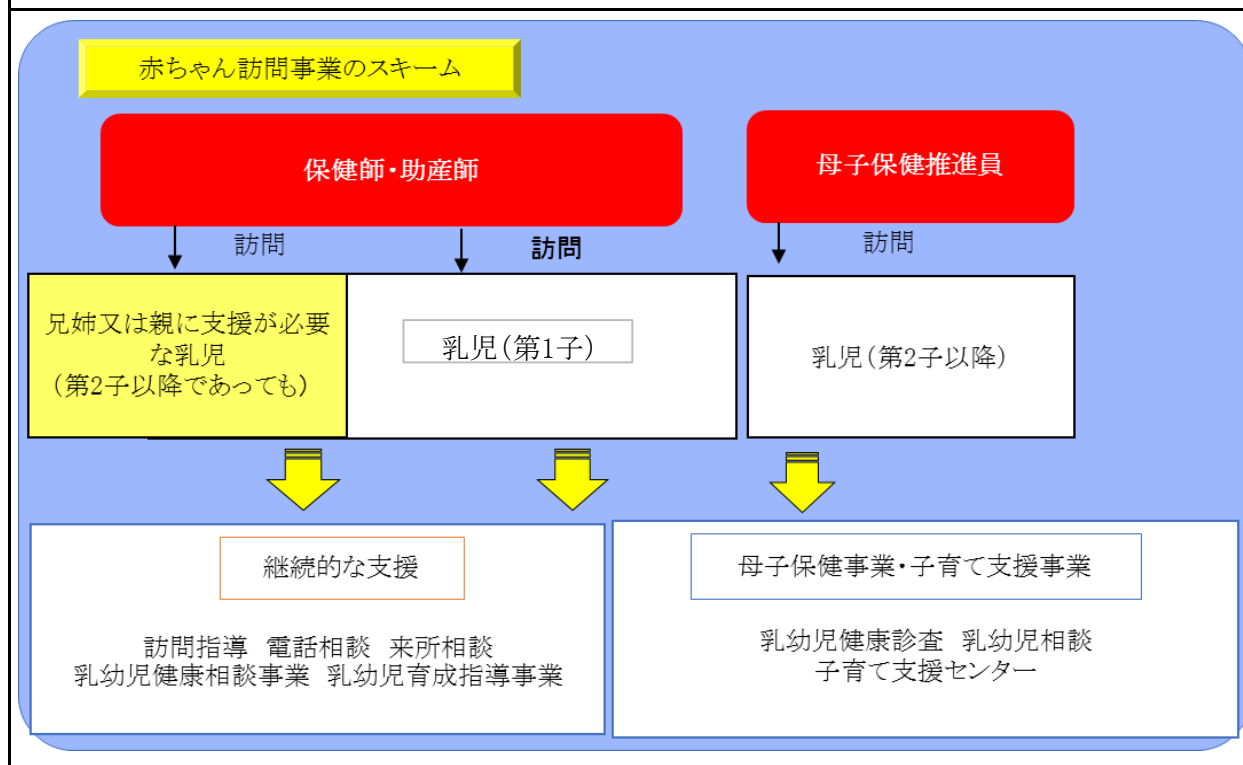 赤ちゃん訪問事業のスキーム
保健師・助産師
母子保健推進員
訪問
訪問
訪問
兄姉又は親に支援が必要
な乳児
(第2子以降であっても)
乳児(第1子)
乳児(第2子以降)
継続的な支援
訪問指導 電話相談 来所相談
乳幼児健康相談事業 乳幼児育成指導事業
母子保健事業・子育て支援事業
乳幼児健康診査 乳幼児相談
子育て支援センター